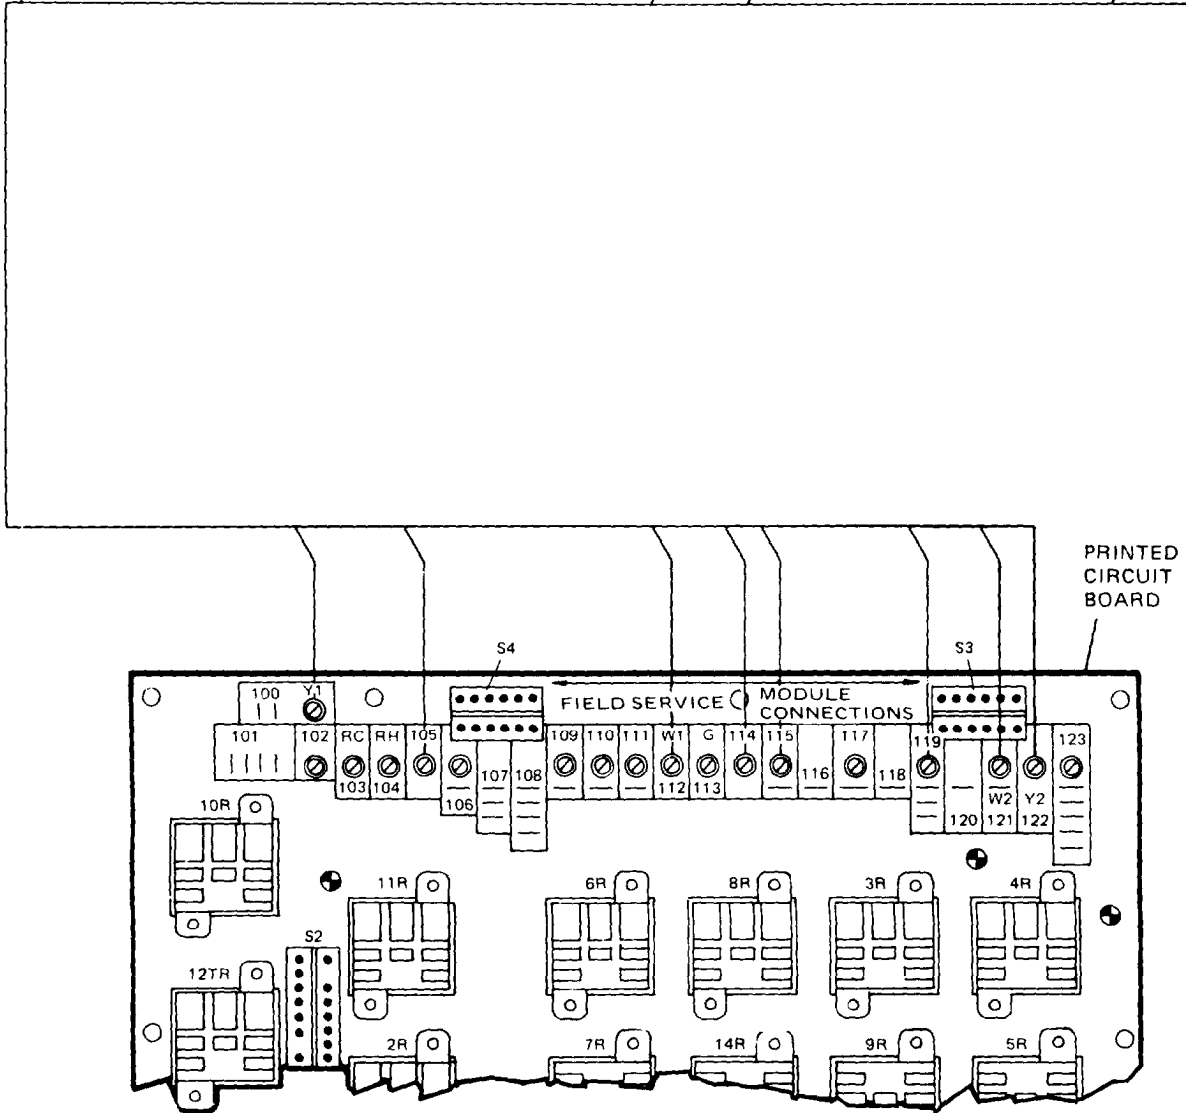 PRINTED
CIRCUIT
BOARD
S4
S3
100 Y1
FIELD SERVICE
MODULE
CONNECTIONS
101 102 RC RH 105 109 110 111 W1 G 114 115 117 119 123
103 104 106 107 108 112 113 116 118 120 W2 121 Y2 122
10R
11R 6R 8R 3R 4R
S2
12TR
2R 7R 14R 9R 5R